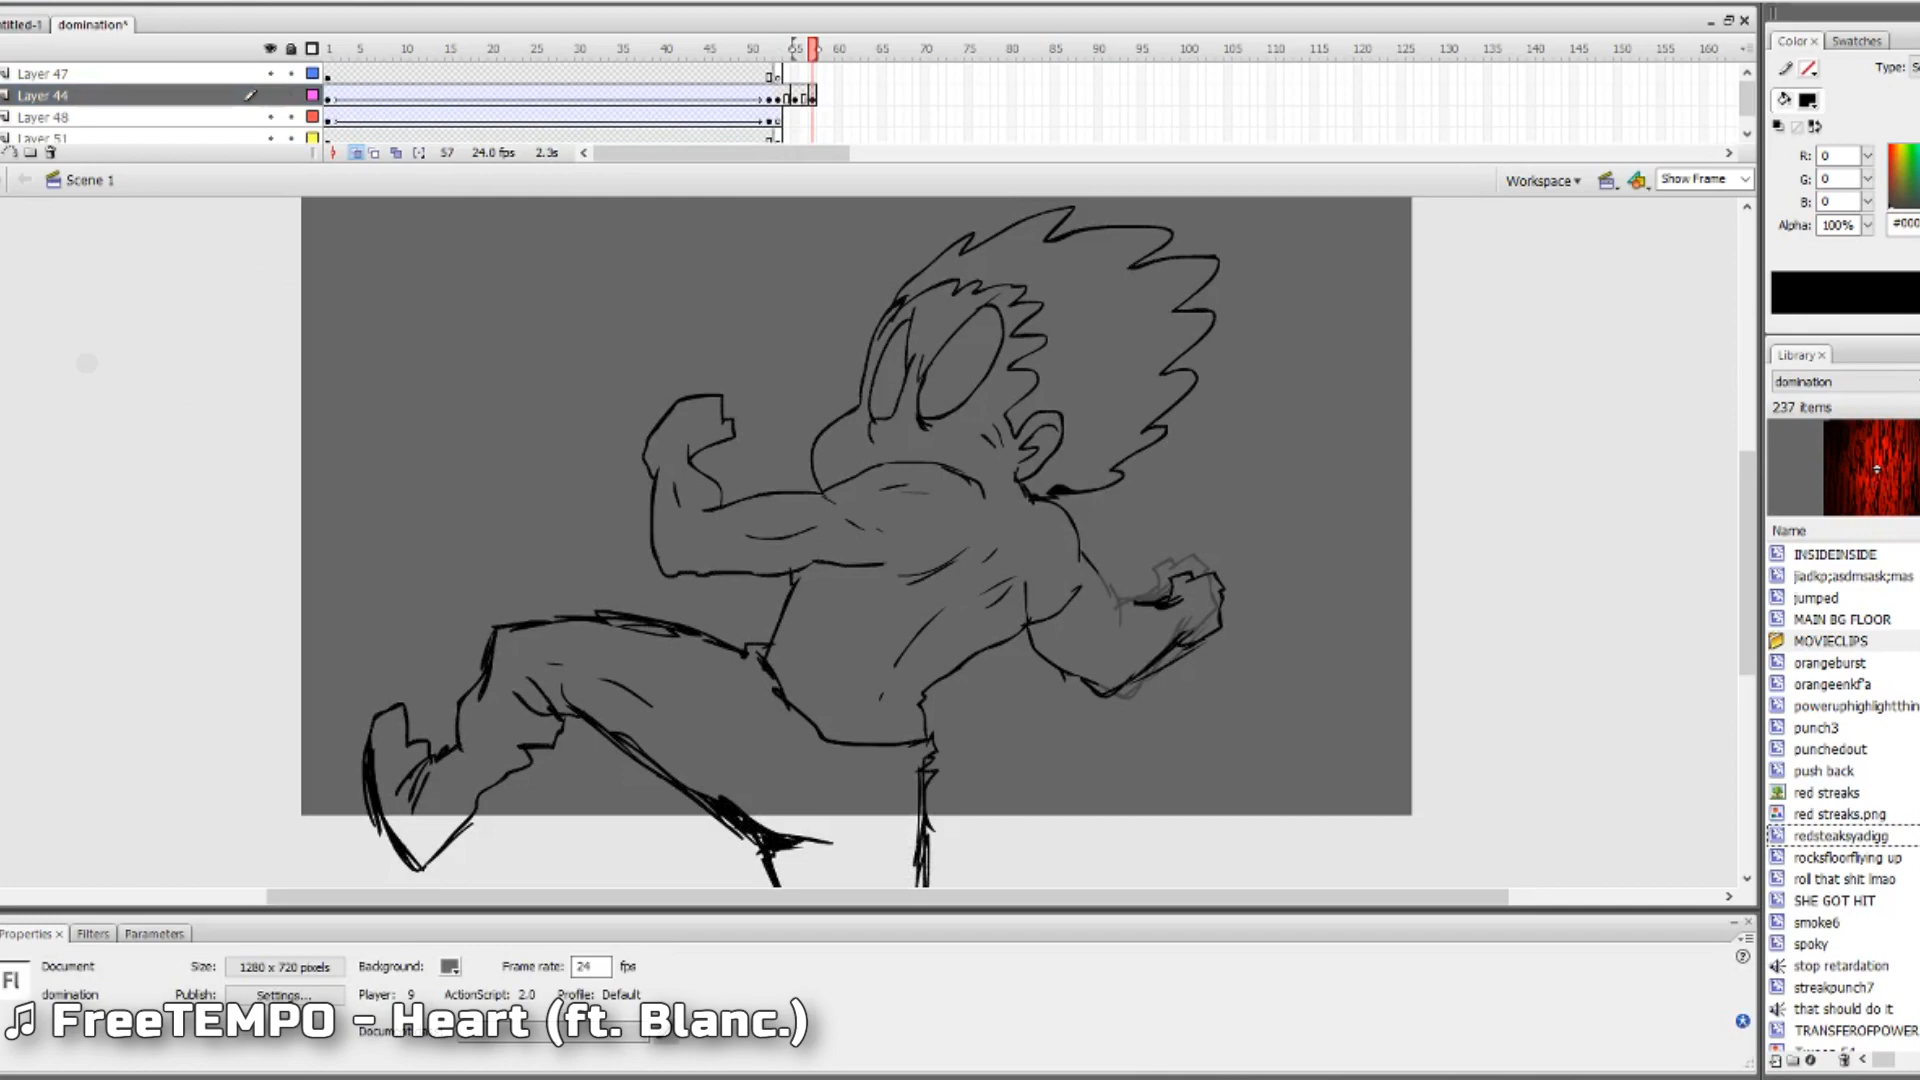 ntitled-1 domination*
1 5 10 15 20 25 30 35 40 45 50 55 60 65 70 75 80 85 90 95 100 105 110 115 120 125 130 135 140 145 150 155 160
Layer 47
Layer 44
Layer 48
Layer 51
57 24.0 fps 2.3s
Scene 1 Workspace Show Frame
Color Swatches
Type: S
R: 0
G: 0
B: 0
Alpha: 100% #000
Library
domination
237 items
Name
INSIDEINSIDE
jiadkp;asdmsask;mas
jumped
MAIN BG FLOOR
MOVIECLIPS
orangeburst
orangeenkf'a
poweruphighlightthin
punch3
punchedout
push back
red streaks
red streaks.png
redsteaksyadigg
rocksfloorflying up
roll that shit lmao
SHE GOT HIT
smoke6
spoky
stop retardation
streakpunch7
that should do it
TRANSFEROFPOWER
Properties Filters Parameters
Fl Document Size: 1280 x 720 pixels Background: Frame rate: 24 fps
domination Publish: Settings... Player: 9 ActionScript: 2.0 Profile: Default
♫ FreeTEMPO - Heart (ft. Blanc.)